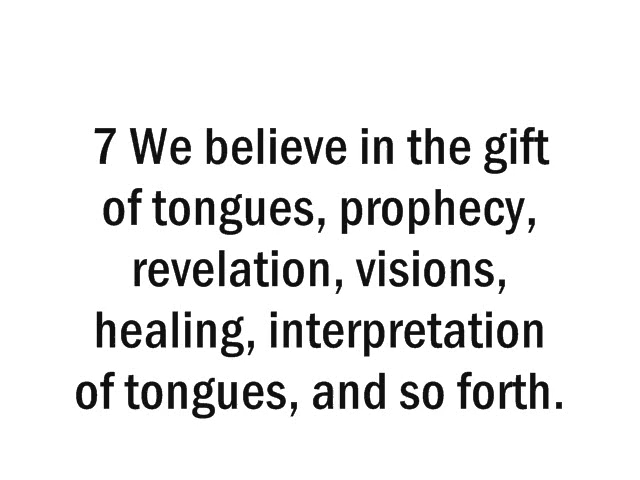 7 We believe in the gift
of tongues, prophecy,
revelation, visions,
healing, interpretation
of tongues, and so forth.